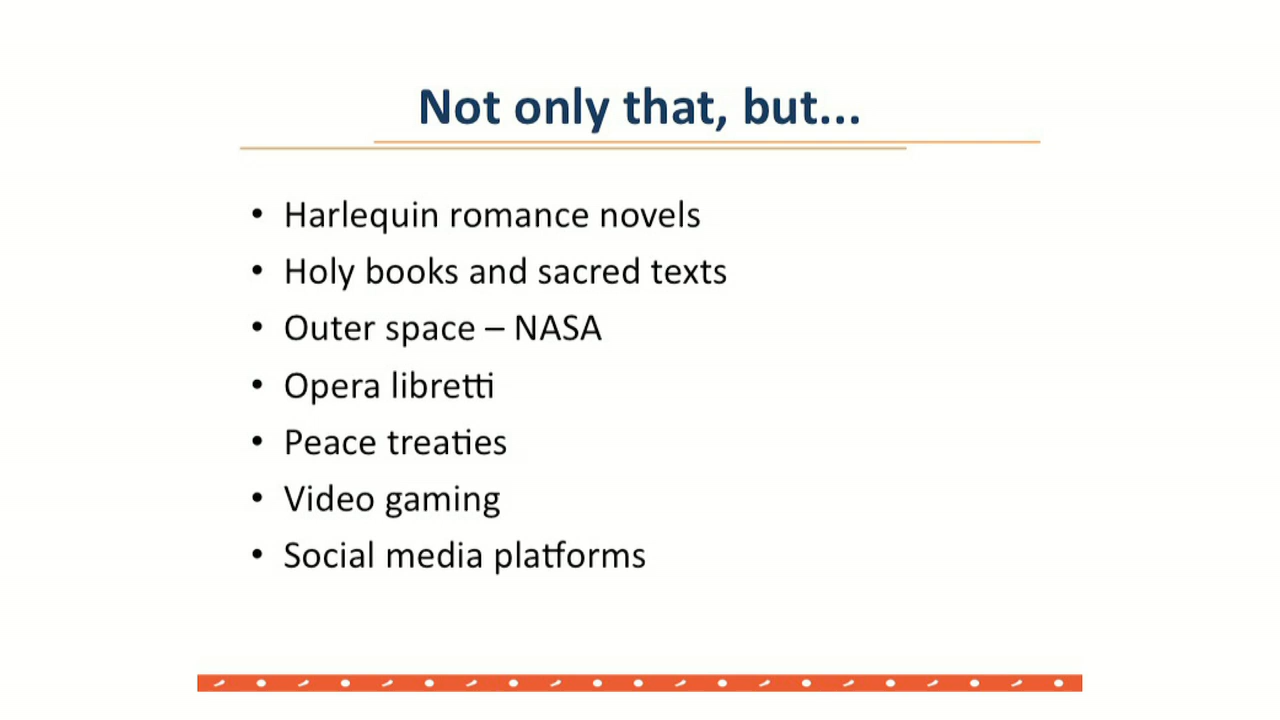 Not only that, but...
• Harlequin romance novels
• Holy books and sacred texts
• Outer space – NASA
• Opera libretti
• Peace treaties
• Video gaming
• Social media platforms